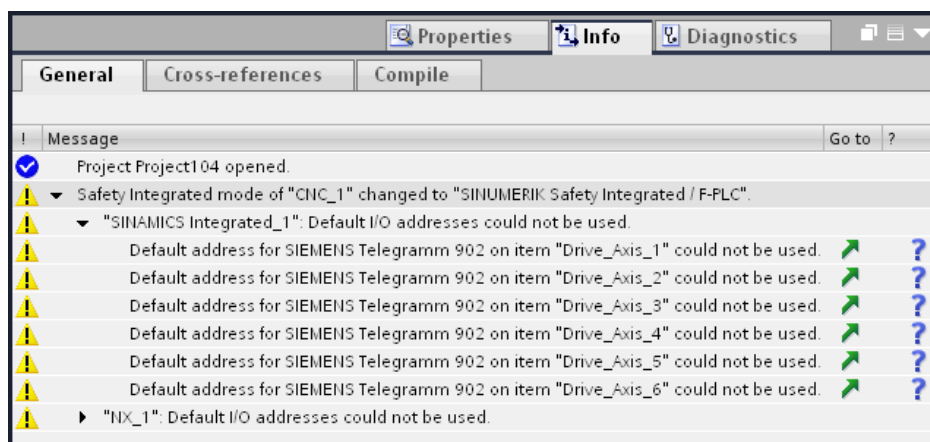 Properties Info Diagnostics
General Cross-references Compile
! Message Go to ?
Project Project104 opened.
Safety Integrated mode of "CNC_1" changed to "SINUMERIK Safety Integrated / F-PLC".
"SINAMICS Integrated_1": Default I/O addresses could not be used.
Default address for SIEMENS Telegramm 902 on item "Drive_Axis_1" could not be used. ?
Default address for SIEMENS Telegramm 902 on item "Drive_Axis_2" could not be used. ?
Default address for SIEMENS Telegramm 902 on item "Drive_Axis_3" could not be used. ?
Default address for SIEMENS Telegramm 902 on item "Drive_Axis_4" could not be used. ?
Default address for SIEMENS Telegramm 902 on item "Drive_Axis_5" could not be used. ?
Default address for SIEMENS Telegramm 902 on item "Drive_Axis_6" could not be used. ?
"NX_1": Default I/O addresses could not be used.